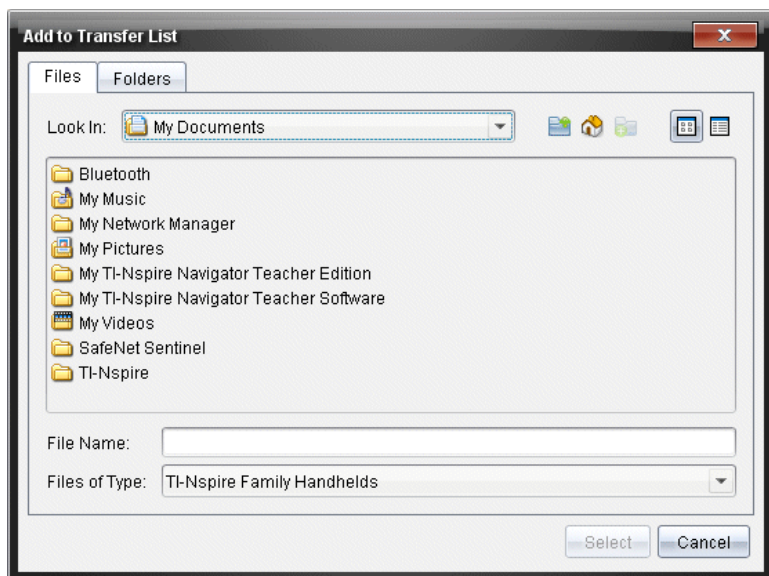 Add to Transfer List
Files Folders
Look In: My Documents
Bluetooth
My Music
My Network Manager
My Pictures
My TI-Nspire Navigator Teacher Edition
My TI-Nspire Navigator Teacher Software
My Videos
SafeNet Sentinel
TI-Nspire
File Name:
Files of Type: TI-Nspire Family Handhelds
Select Cancel